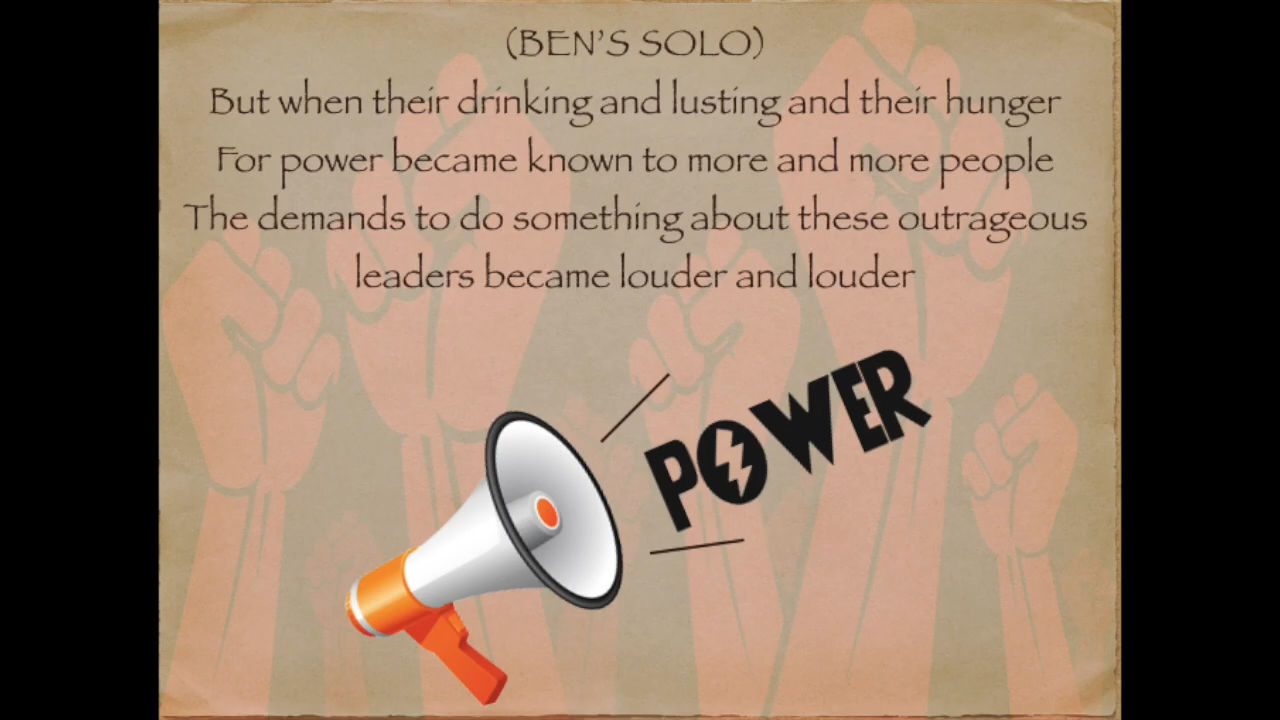 (BEN'S SOLO)
But when their drinking and lusting and their hunger
For power became known to more and more people
The demands to do something about these outrageous
leaders became louder and louder
POWER